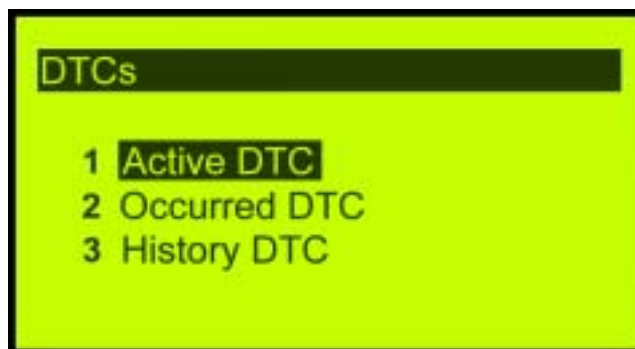 DTCs
1 Active DTC
2 Occurred DTC
3 History DTC